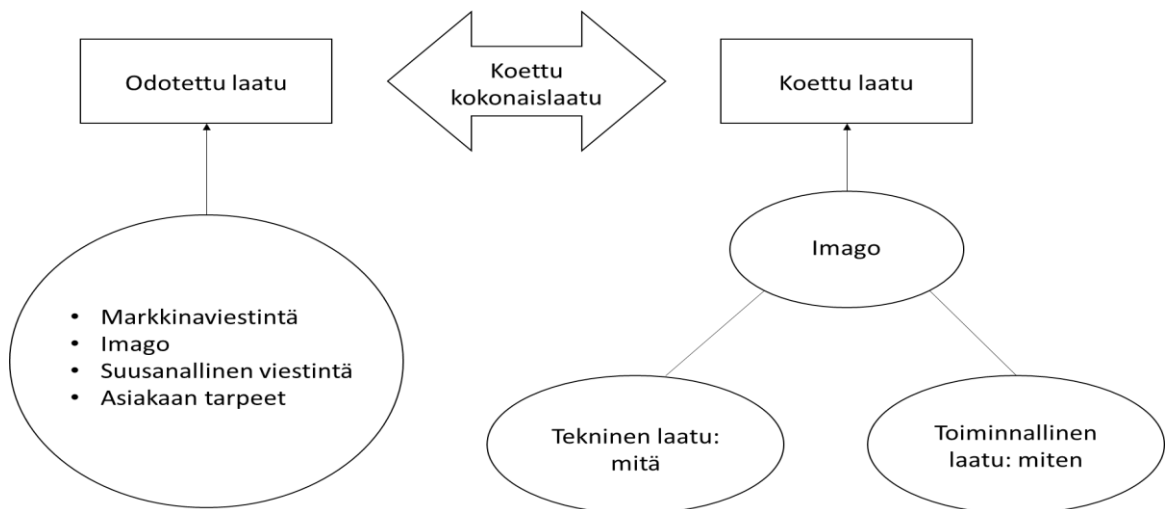 Odotettu laatu
Koettu
kokonaislaatu
Koettu laatu
• Markkinaviestintä
• Imago
• Suusanallinen viestintä
• Asiakaan tarpeet
Imago
Tekninen laatu:
mitä
Toiminnallinen
laatu: miten